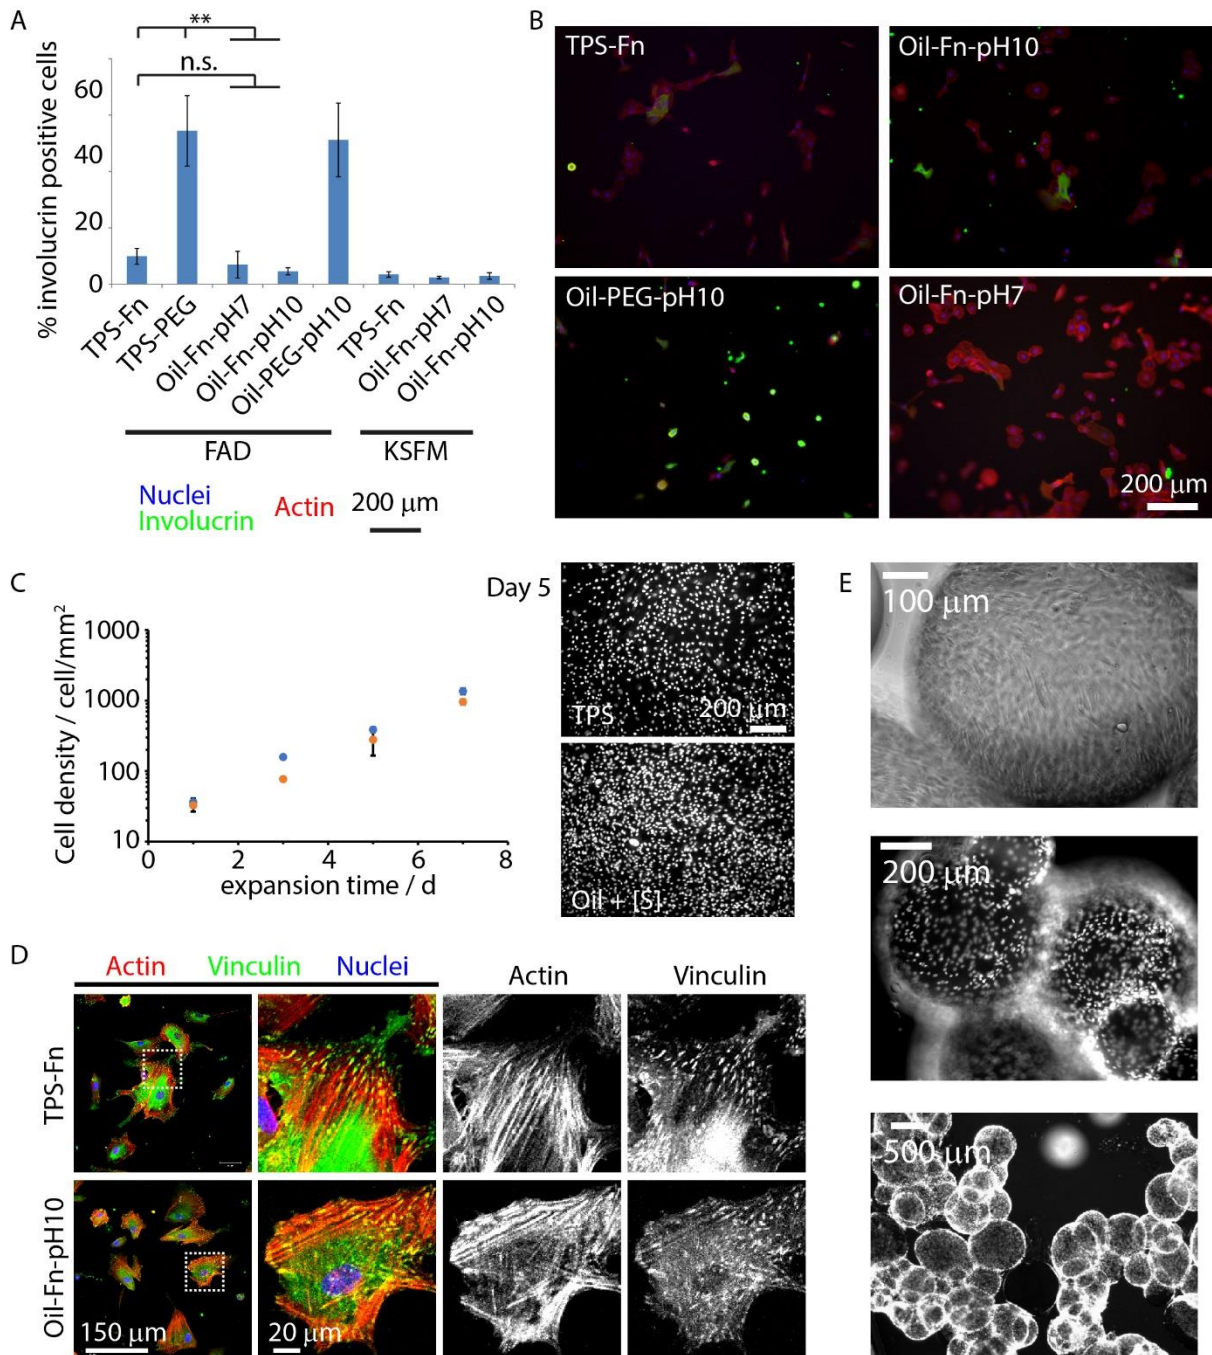 A
**
n.s.
% involucrin positive cells
60
40
20
0
TPS-Fn
TPS-PEG
Oil-Fn-pH7
Oil-Fn-pH10
Oil-PEG-pH10
TPS-Fn
Oil-Fn-pH7
Oil-Fn-pH10
FAD
KSFM
Nuclei
Involucrin
Actin
200 μm
B
TPS-Fn
Oil-Fn-pH10
Oil-PEG-pH10
Oil-Fn-pH7
200 μm
C
Cell density / cell/mm²
1000
1000
100
10
0
2
4
6
8
expansion time / d
Day 5
TPS
200 μm
Oil + [S]
D
Actin
Vinculin
Nuclei
Actin
Vinculin
TPS-Fn
Oil-Fn-pH10
150 μm
20 μm
E
100 μm
200 μm
500 μm